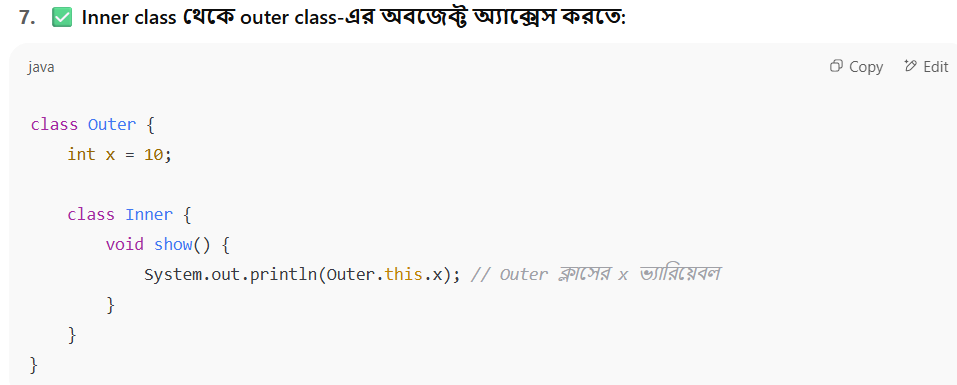 7. ✅ Inner class থেকে outer class-এর অবজেক্ট অ্যাক্সেস করতে:
java Copy Edit
class Outer {
    int x = 10;
    class Inner {
        void show() {
            System.out.println(Outer.this.x); // Outer ক্লাসের x ভ্যারিয়েবল
        }
    }
}